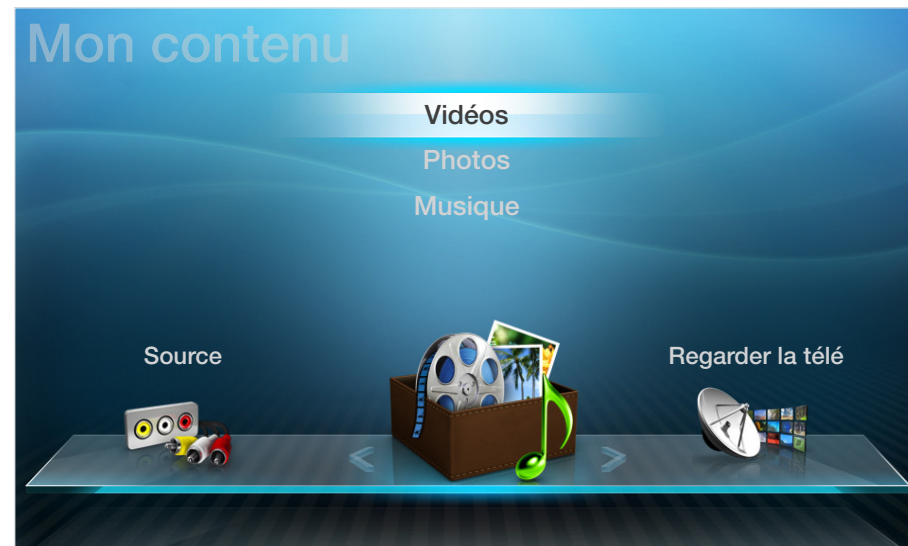 Mon contenu
Vidéos
Photos
Musique
Source
Regarder la télé